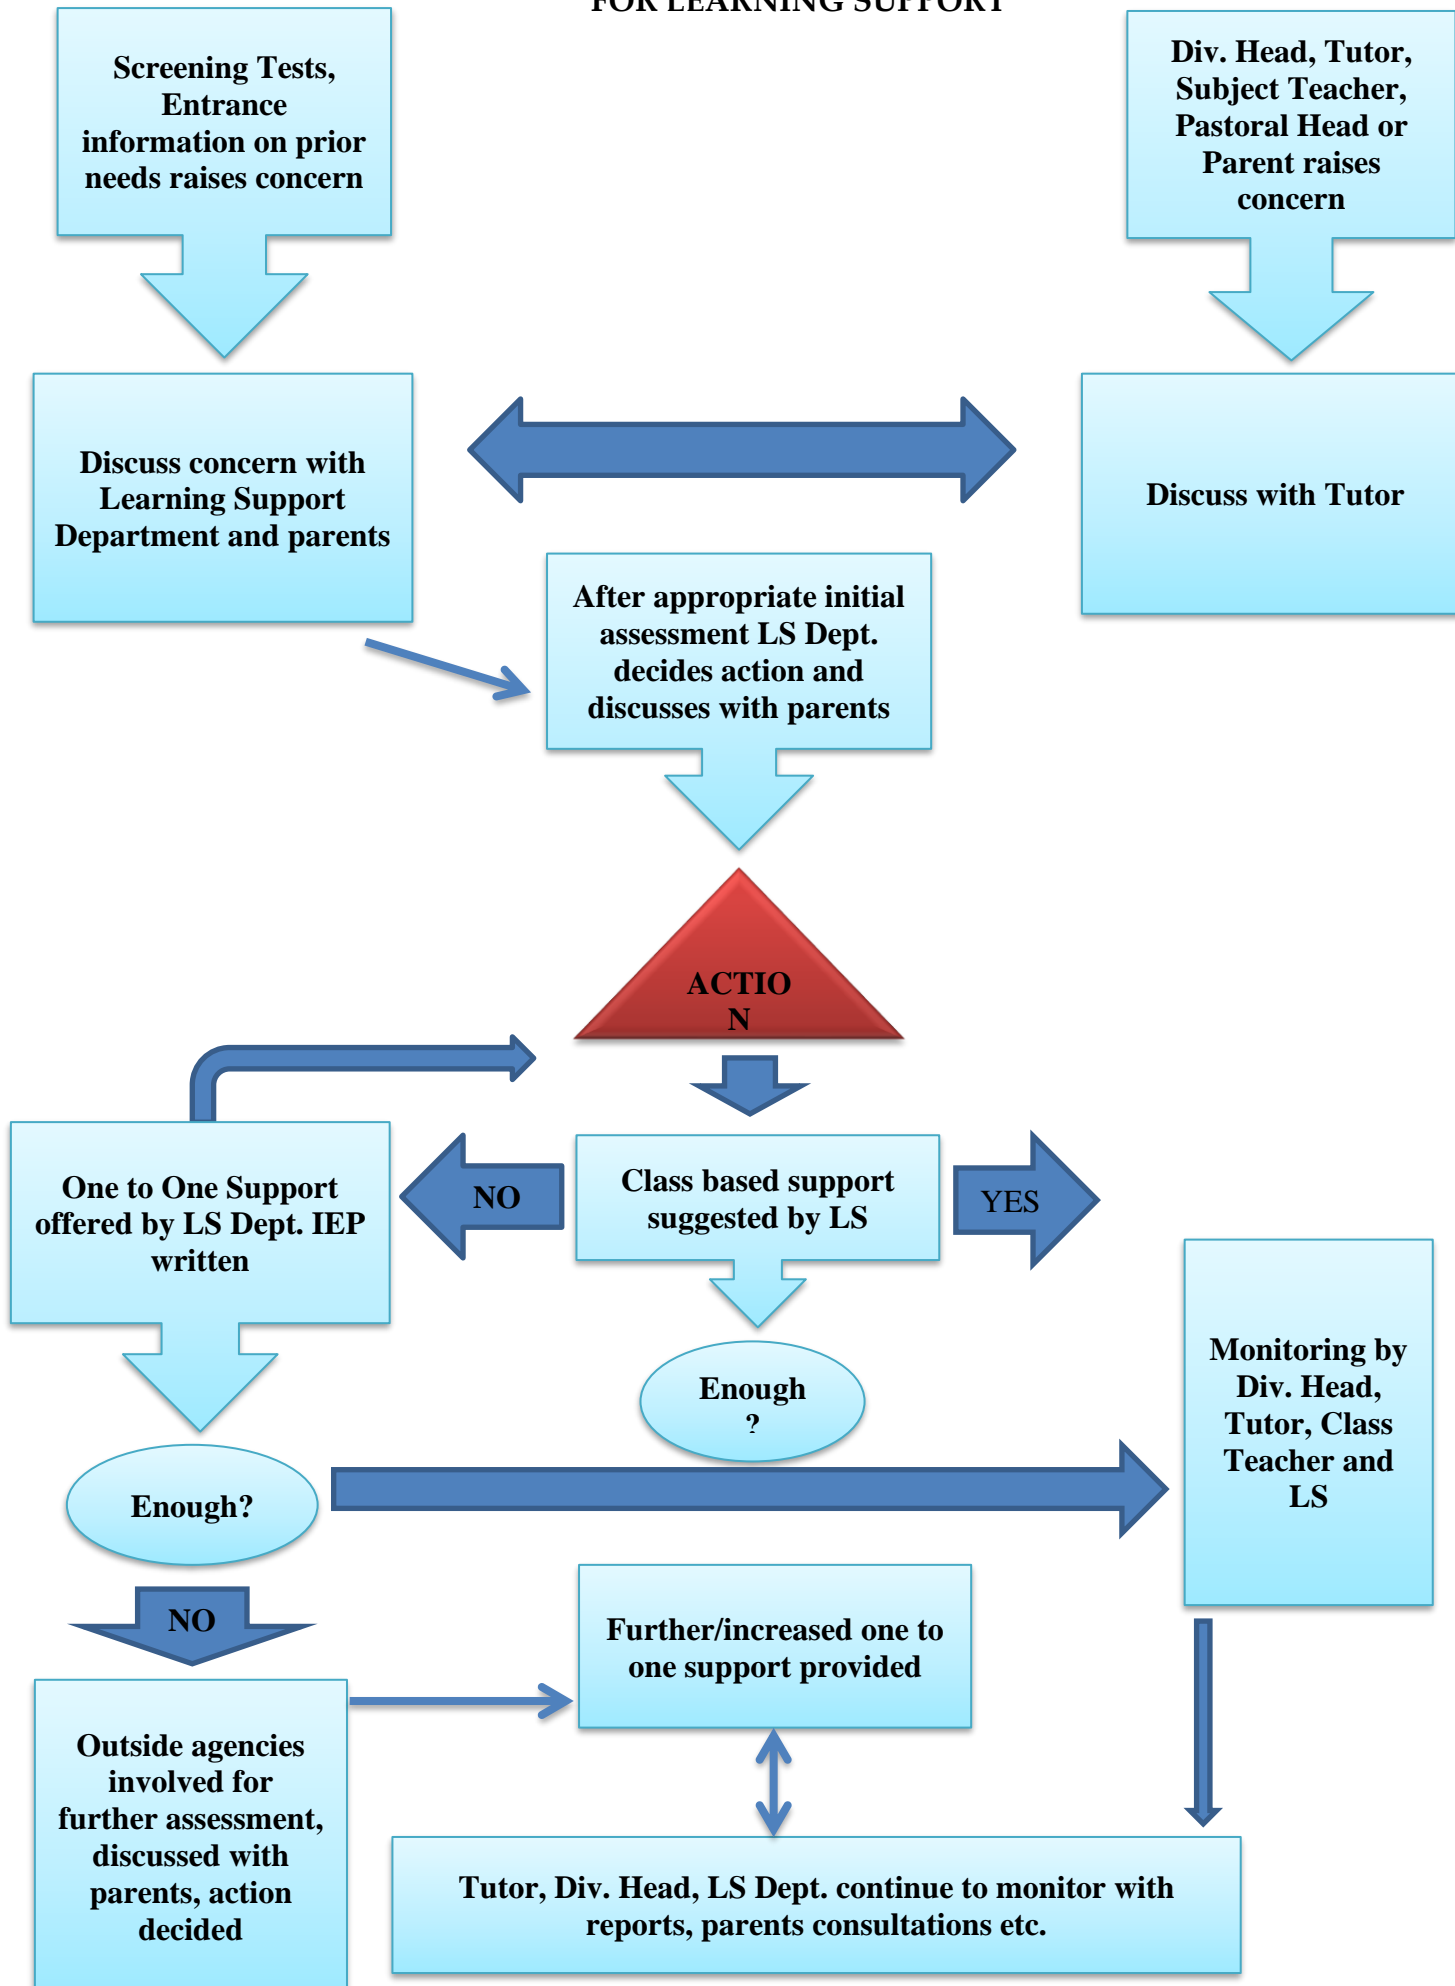 FOR LEARNING SUPPORT
Screening Tests,
Entrance
information on prior
needs raises concern
Div. Head, Tutor,
Subject Teacher,
Pastoral Head or
Parent raises
concern
Discuss concern with
Learning Support
Department and parents
Discuss with Tutor
After appropriate initial
assessment LS Dept.
decides action and
discusses with parents
ACTIO
N
One to One Support
offered by LS Dept. IEP
written
NO
Class based support
suggested by LS
YES
Monitoring by
Div. Head,
Tutor, Class
Teacher and
LS
Enough
?
Enough?
NO
Further/increased one to
one support provided
Outside agencies
involved for
further assessment,
discussed with
parents, action
decided
Tutor, Div. Head, LS Dept. continue to monitor with
reports, parents consultations etc.